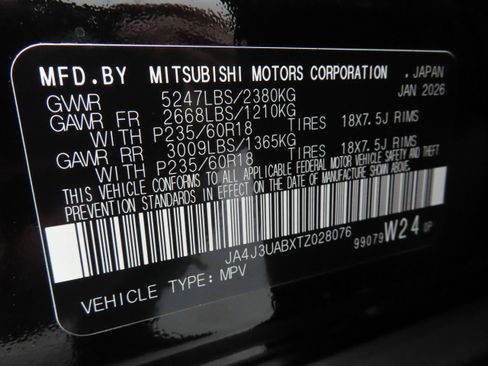 MFD. BY MITSUBISHI MOTORS CORPORATION , JAPAN
JAN 2026
GVWR 5247LBS/2380KG
GAWR FR 2668LBS/1210KG
WITH P235/60R18 TIRES 18X7.5J RIMS
GAWR RR 3009LBS/1365KG
WITH P235/60R18 TIRES 18X7.5J RIMS
THIS VEHICLE CONFORMS TO ALL APPLICABLE FEDERAL MOTOR VEHICLE SAFETY AND THEFT
PREVENTION STANDARDS IN EFFECT ON THE DATE OF MANUFACTURE SHOWN ABOVE.
JA4J3UABXTZ028076
99079 W24 0P
VEHICLE TYPE: MPV